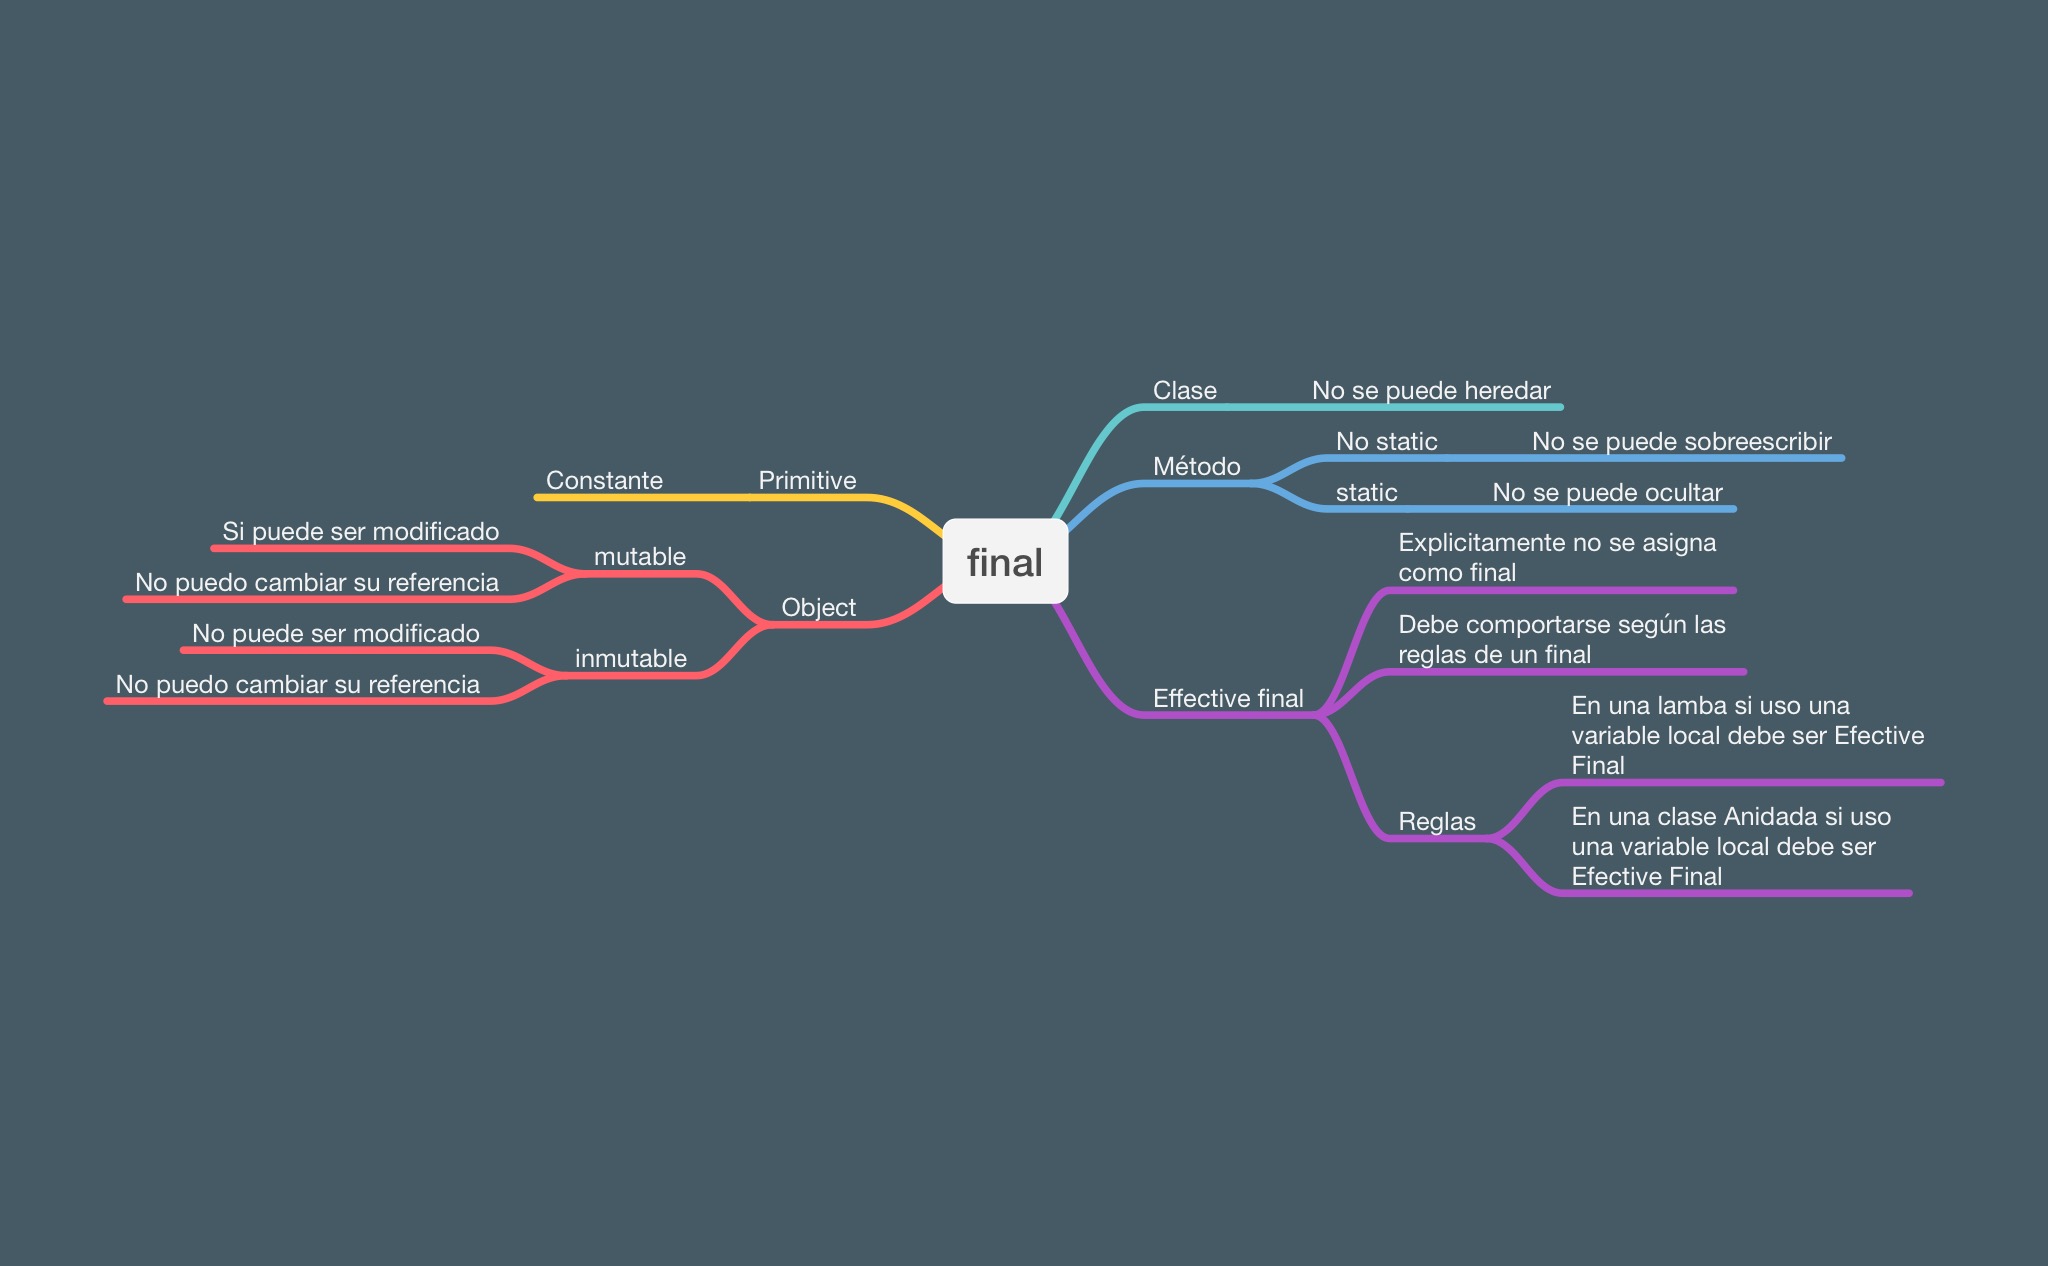 final
Clase
No se puede heredar
Método
No static
No se puede sobreescribir
static
No se puede ocultar
Effective final
Explicitamente no se asigna
como final
Debe comportarse según las
reglas de un final
Reglas
En una lamba si uso una
variable local debe ser Efective
Final
En una clase Anidada si uso
una variable local debe ser
Efective Final
Primitive
Constante
Object
mutable
Si puede ser modificado
No puedo cambiar su referencia
inmutable
No puede ser modificado
No puedo cambiar su referencia